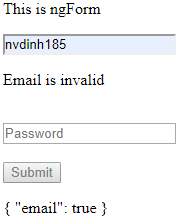 This is ngForm
nvdinh185
Email is invalid
Password
Submit
{ "email": true }